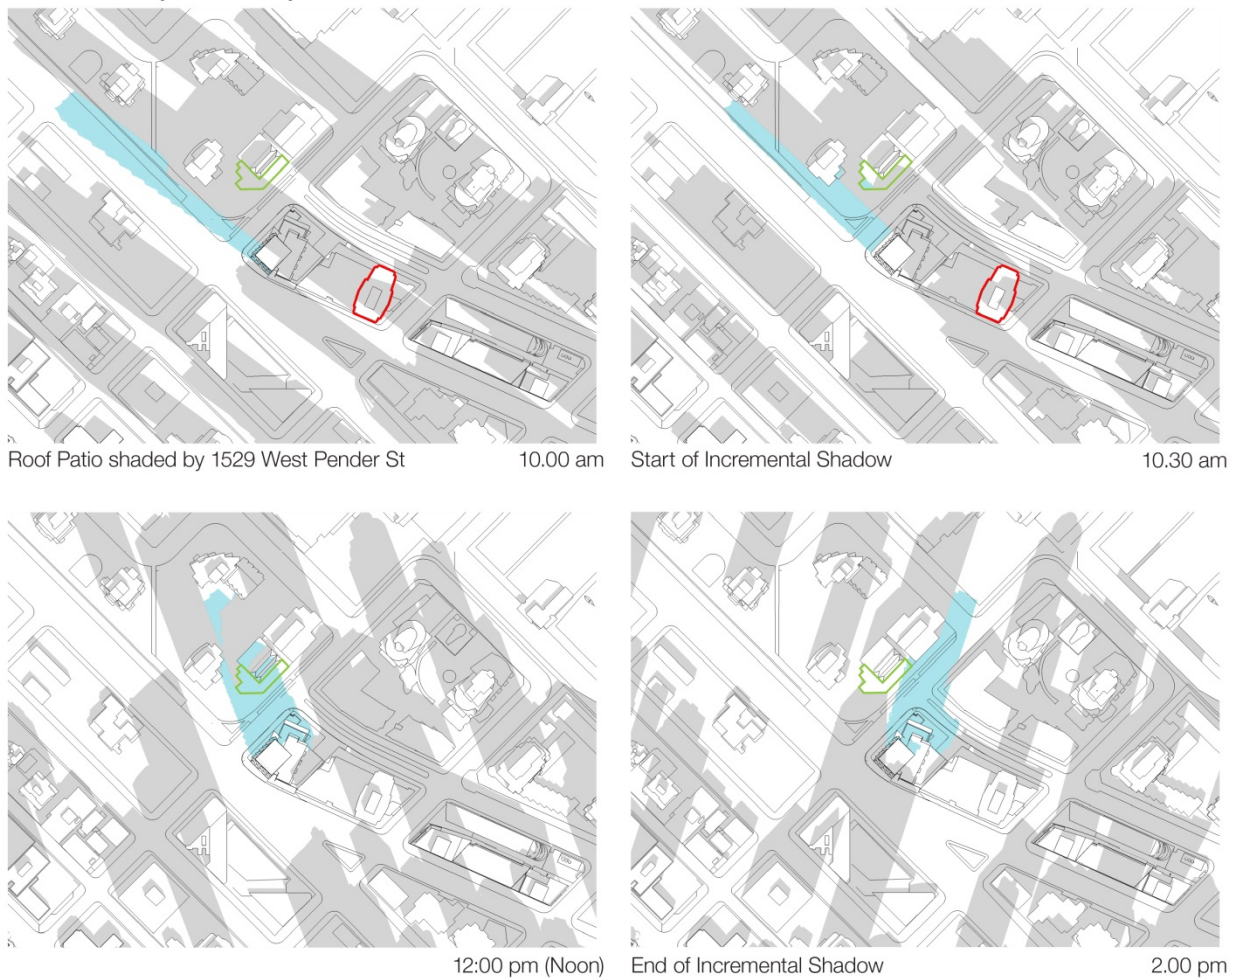 Roof Patio shaded by 1529 West Pender St 10.00 am
Start of Incremental Shadow 10.30 am
12:00 pm (Noon)
End of Incremental Shadow 2.00 pm